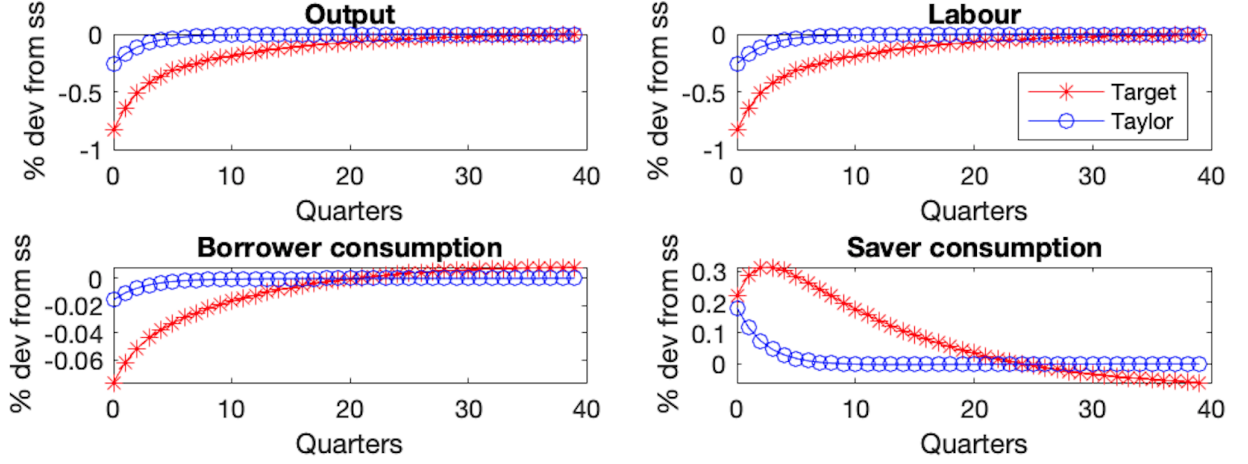 Output
% dev from ss
0
-0.5
-1
0 10 20 30 40
Quarters
Labour
% dev from ss
0
-0.5
-1
Target
Taylor
0 10 20 30 40
Quarters
Borrower consumption
% dev from ss
0
-0.02
-0.04
-0.06
0 10 20 30 40
Quarters
Saver consumption
% dev from ss
0.3
0.2
0.1
0
0 10 20 30 40
Quarters